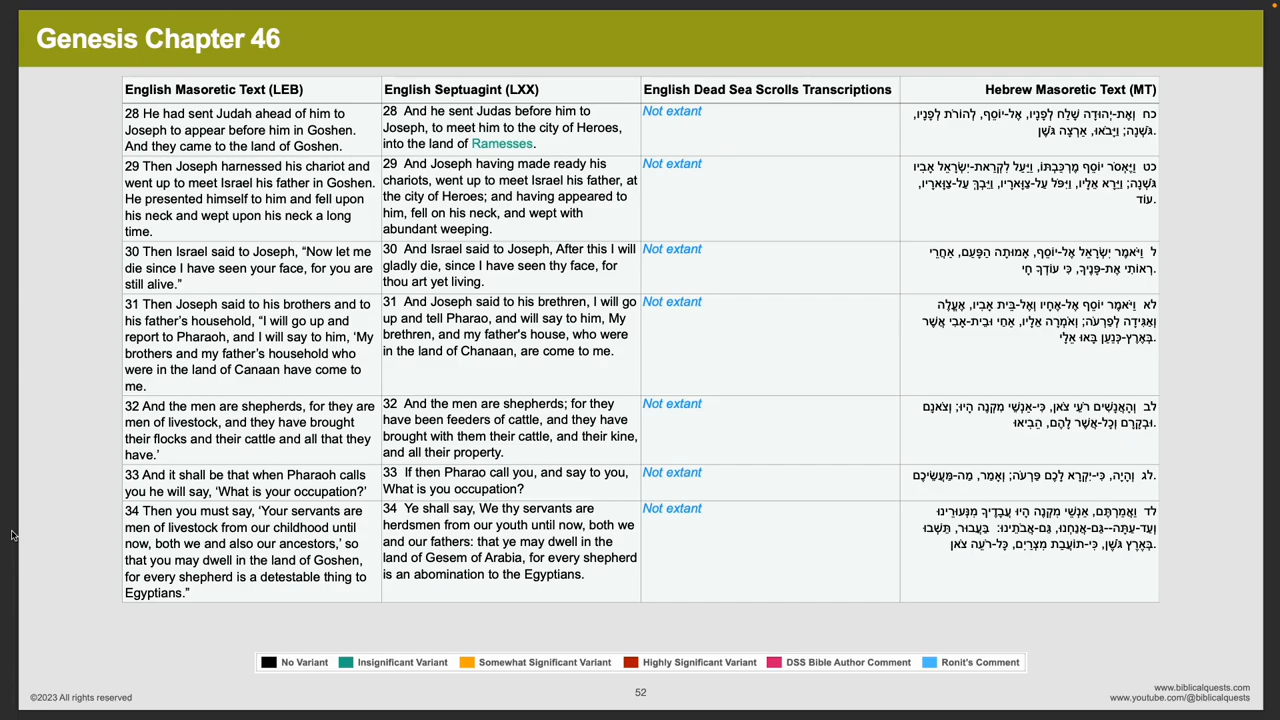 Genesis Chapter 46
English Masoretic Text (LEB)
English Septuagint (LXX)
English Dead Sea Scrolls Transcriptions
Hebrew Masoretic Text (MT)
28 He had sent Judah ahead of him to
Joseph to appear before him in Goshen.
And they came to the land of Goshen.
28  And he sent Judas before him to
Joseph, to meet him to the city of Heroes,
into the land of Ramesses.
Not extant
כח  וְאֶת-יְהוּדָה שָׁלַח לְפָנָיו, אֶל-יוֹסֵף, לְהוֹרֹת לְפָנָיו,
גֹּשְׁנָה; וַיָּבֹאוּ, אַרְצָה גֹּשֶׁן.
29 Then Joseph harnessed his chariot and
went up to meet Israel his father in Goshen.
He presented himself to him and fell upon
his neck and wept upon his neck a long
time.
29  And Joseph having made ready his
chariots, went up to meet Israel his father, at
the city of Heroes; and having appeared to
him, fell on his neck, and wept with
abundant weeping.
Not extant
כט  וַיֶּאְסֹר יוֹסֵף מֶרְכַּבְתּוֹ, וַיַּעַל לִקְרַאת-יִשְׂרָאֵל אָבִיו
גֹּשְׁנָה; וַיֵּרָא אֵלָיו, וַיִּפֹּל עַל-צַוָּארָיו, וַיֵּבְךְּ עַל-צַוָּארָיו,
עוֹד.
30 Then Israel said to Joseph, “Now let me
die since I have seen your face, for you are
still alive.”
30  And Israel said to Joseph, After this I will
gladly die, since I have seen thy face, for
thou art yet living.
Not extant
ל  וַיֹּאמֶר יִשְׂרָאֵל אֶל-יוֹסֵף, אָמוּתָה הַפָּעַם, אַחֲרֵי
רְאוֹתִי אֶת-פָּנֶיךָ, כִּי עוֹדְךָ חָי.
31 Then Joseph said to his brothers and to
his father’s household, “I will go up and
report to Pharaoh, and I will say to him, ‘My
brothers and my father’s household who
were in the land of Canaan have come to
me.
31  And Joseph said to his brethren, I will go
up and tell Pharao, and will say to him, My
brethren, and my father's house, who were
in the land of Chanaan, are come to me.
Not extant
לא  וַיֹּאמֶר יוֹסֵף אֶל-אֶחָיו וְאֶל-בֵּית אָבִיו, אֶעֱלֶה
וְאַגִּידָה לְפַרְעֹה; וְאֹמְרָה אֵלָיו, אַחַי וּבֵית-אָבִי אֲשֶׁר
בְּאֶרֶץ-כְּנַעַן בָּאוּ אֵלָי.
32 And the men are shepherds, for they are
men of livestock, and they have brought
their flocks and their cattle and all that they
have.’
32  And the men are shepherds; for they
have been feeders of cattle, and they have
brought with them their cattle, and their kine,
and all their property.
Not extant
לב  וְהָאֲנָשִׁים רֹעֵי צֹאן, כִּי-אַנְשֵׁי מִקְנֶה הָיוּ; וְצֹאנָם
וּבְקָרָם וְכָל-אֲשֶׁר לָהֶם, הֵבִיאוּ.
33 And it shall be that when Pharaoh calls
you he will say, ‘What is your occupation?’
33  If then Pharao call you, and say to you,
What is you occupation?
Not extant
לג  וְהָיָה, כִּי-יִקְרָא לָכֶם פַּרְעֹה; וְאָמַר, מַה-מַּעֲשֵׂיכֶם.
34 Then you must say, ‘Your servants are
men of livestock from our childhood until
now, both we and also our ancestors,’ so
that you may dwell in the land of Goshen,
for every shepherd is a detestable thing to
Egyptians.”
34  Ye shall say, We thy servants are
herdsmen from our youth until now, both we
and our fathers: that ye may dwell in the
land of Gesem of Arabia, for every shepherd
is an abomination to the Egyptians.
Not extant
לד  וַאֲמַרְתֶּם, אַנְשֵׁי מִקְנֶה הָיוּ עֲבָדֶיךָ מִנְּעוּרֵינוּ
וְעַד-עַתָּה--גַּם-אֲנַחְנוּ, גַּם-אֲבֹתֵינוּ:  בַּעֲבוּר, תֵּשְׁבוּ
בְּאֶרֶץ גֹּשֶׁן, כִּי-תוֹעֲבַת מִצְרַיִם, כָּל-רֹעֵה צֹאן.
No Variant
Insignificant Variant
Somewhat Significant Variant
Highly Significant Variant
DSS Bible Author Comment
Ronit's Comment
©2023 All rights reserved
52
www.biblicalquests.com
www.youtube.com/@biblicalquests